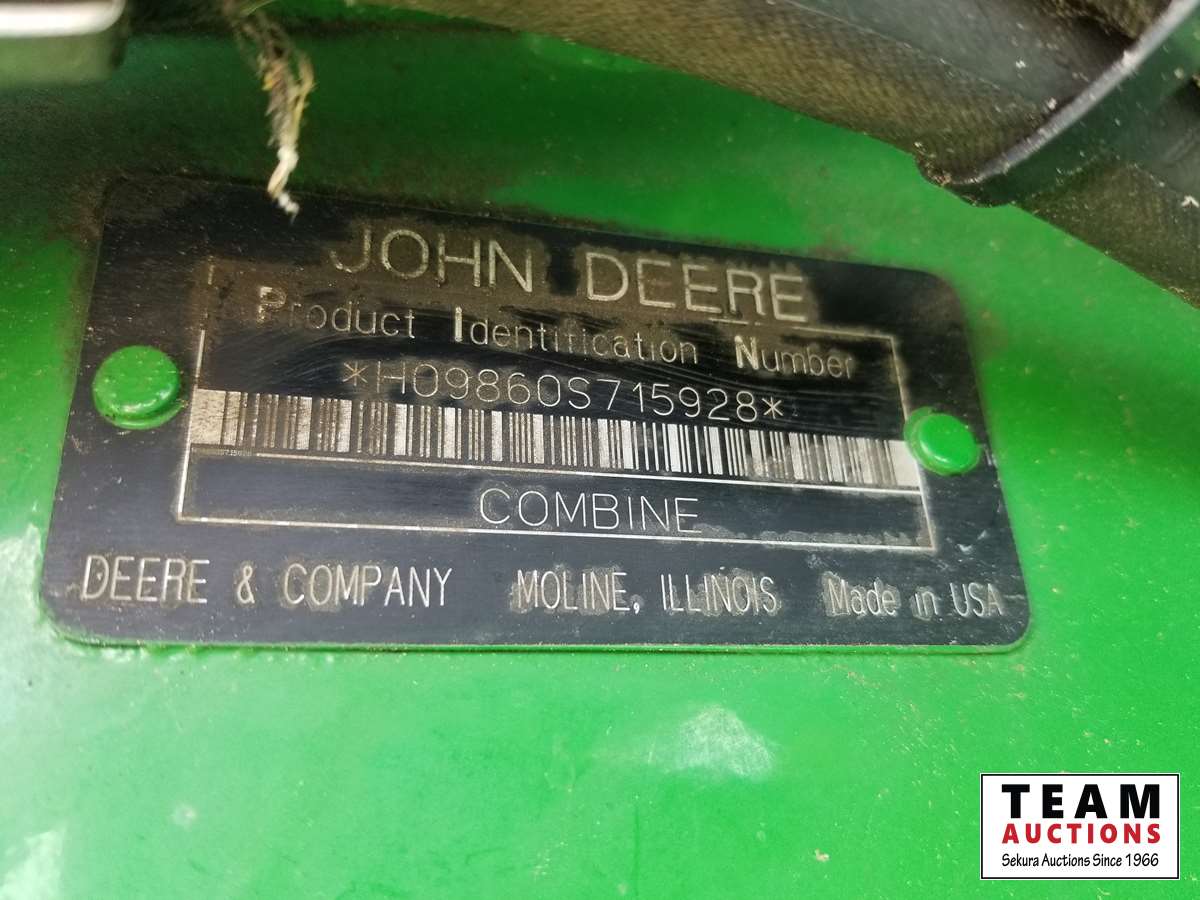 JOHN DEERE
Product Identification Number
*H09860S715928*
COMBINE
DEERE & COMPANY MOLINE, ILLINOIS Made in USA
TEAM
AUCTIONS
Sekura Auctions Since 1966